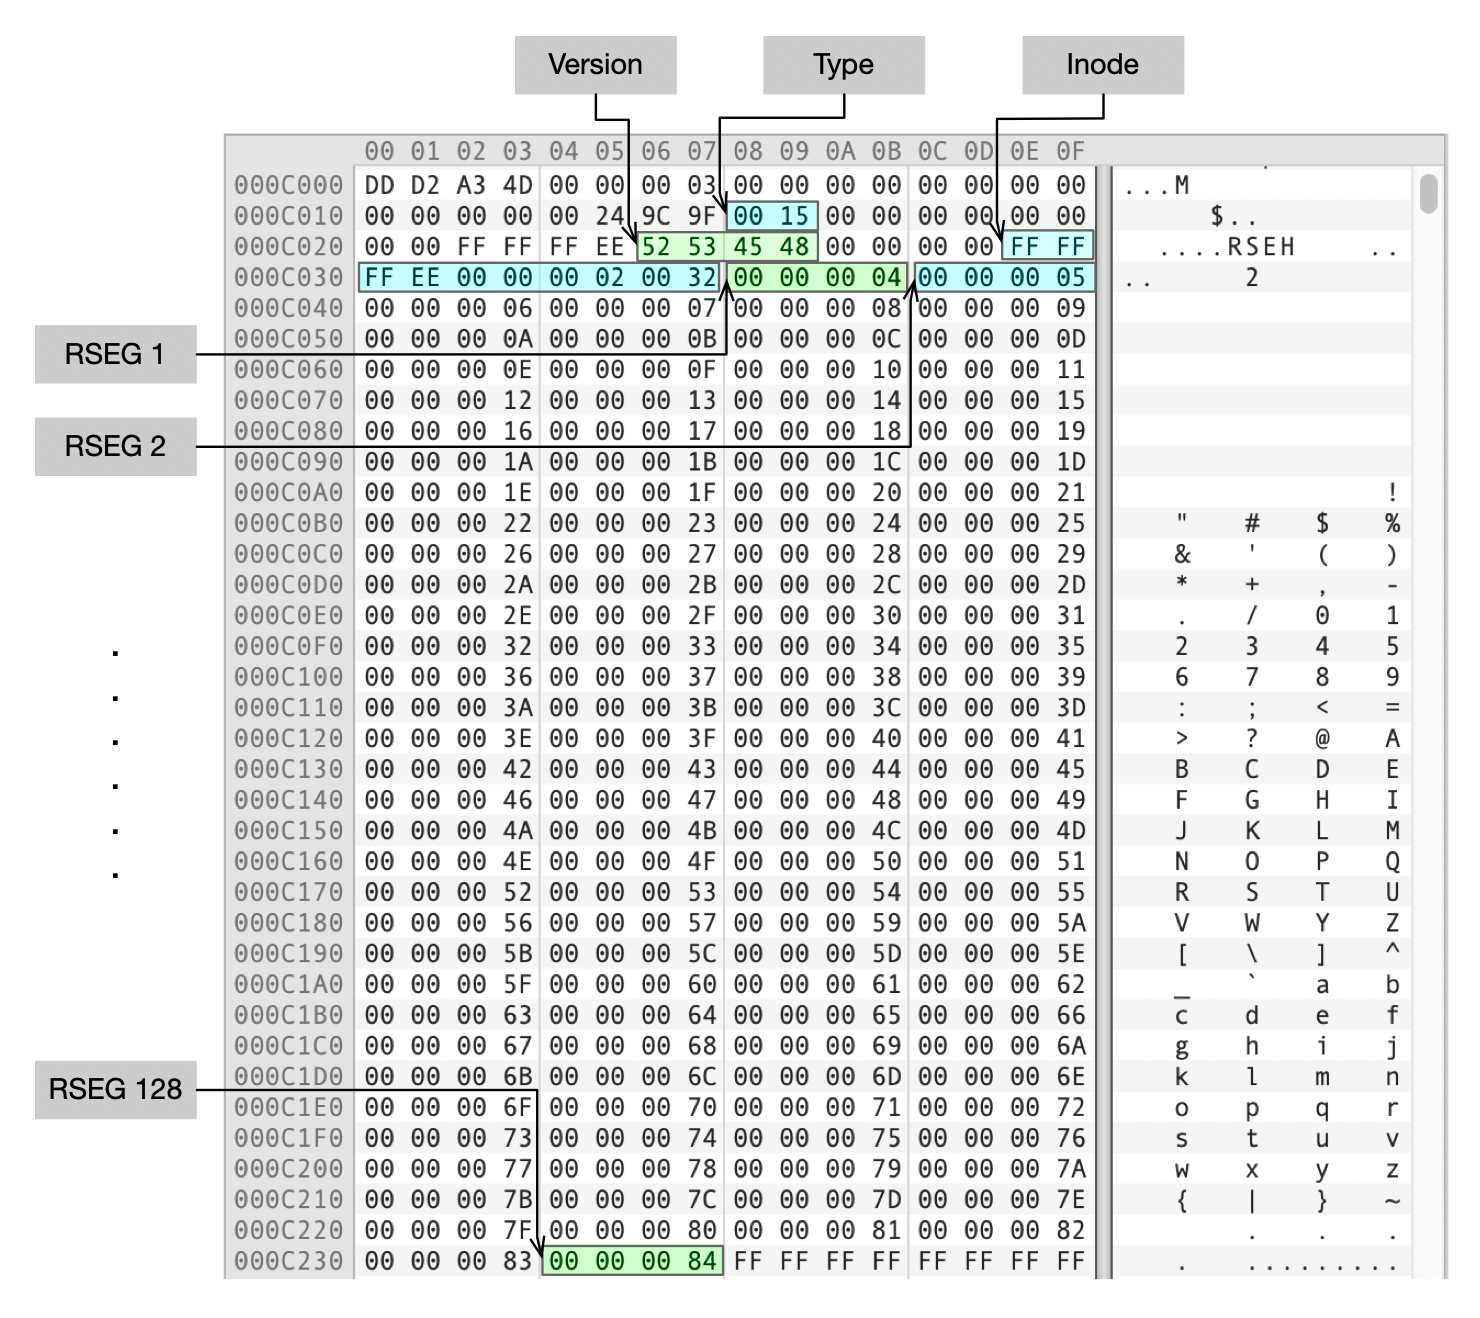 Version Type Inode
00 01 02 03 04 05 06 07 08 09 0A 0B 0C 0D 0E 0F
000C000 DD D2 A3 4D 00 00 00 03 00 00 00 00 00 00 00 00 ...M
000C010 00 00 00 00 00 24 9C 9F 00 15 00 00 00 00 00 00 $..
000C020 00 00 FF FF FF EE 52 53 45 48 00 00 00 00 FF FF ....RSEH ..
000C030 FF EE 00 00 00 02 00 32 00 00 00 04 00 00 00 05 .. 2
000C040 00 00 00 06 00 00 00 07 00 00 00 08 00 00 00 09
000C050 00 00 00 0A 00 00 00 0B 00 00 00 0C 00 00 00 0D
RSEG 1
000C060 00 00 00 0E 00 00 00 0F 00 00 00 10 00 00 00 11
000C070 00 00 00 12 00 00 00 13 00 00 00 14 00 00 00 15
000C080 00 00 00 16 00 00 00 17 00 00 00 18 00 00 00 19
RSEG 2
000C090 00 00 00 1A 00 00 00 1B 00 00 00 1C 00 00 00 1D
000C0A0 00 00 00 1E 00 00 00 1F 00 00 00 20 00 00 00 21 !
000C0B0 00 00 00 22 00 00 00 23 00 00 00 24 00 00 00 25 " # $ %
000C0C0 00 00 00 26 00 00 00 27 00 00 00 28 00 00 00 29 & ' ( )
000C0D0 00 00 00 2A 00 00 00 2B 00 00 00 2C 00 00 00 2D * + , -
000C0E0 00 00 00 2E 00 00 00 2F 00 00 00 30 00 00 00 31 . / 0 1
000C0F0 00 00 00 32 00 00 00 33 00 00 00 34 00 00 00 35 2 3 4 5
000C100 00 00 00 36 00 00 00 37 00 00 00 38 00 00 00 39 6 7 8 9
000C110 00 00 00 3A 00 00 00 3B 00 00 00 3C 00 00 00 3D : ; < =
000C120 00 00 00 3E 00 00 00 3F 00 00 00 40 00 00 00 41 > ? @ A
000C130 00 00 00 42 00 00 00 43 00 00 00 44 00 00 00 45 B C D E
000C140 00 00 00 46 00 00 00 47 00 00 00 48 00 00 00 49 F G H I
000C150 00 00 00 4A 00 00 00 4B 00 00 00 4C 00 00 00 4D J K L M
000C160 00 00 00 4E 00 00 00 4F 00 00 00 50 00 00 00 51 N O P Q
000C170 00 00 00 52 00 00 00 53 00 00 00 54 00 00 00 55 R S T U
000C180 00 00 00 56 00 00 00 57 00 00 00 59 00 00 00 5A V W Y Z
000C190 00 00 00 5B 00 00 00 5C 00 00 00 5D 00 00 00 5E [ \ ] ^
000C1A0 00 00 00 5F 00 00 00 60 00 00 00 61 00 00 00 62 _ ` a b
000C1B0 00 00 00 63 00 00 00 64 00 00 00 65 00 00 00 66 c d e f
000C1C0 00 00 00 67 00 00 00 68 00 00 00 69 00 00 00 6A g h i j
000C1D0 00 00 00 6B 00 00 00 6C 00 00 00 6D 00 00 00 6E k l m n
RSEG 128
000C1E0 00 00 00 6F 00 00 00 70 00 00 00 71 00 00 00 72 o p q r
000C1F0 00 00 00 73 00 00 00 74 00 00 00 75 00 00 00 76 s t u v
000C200 00 00 00 77 00 00 00 78 00 00 00 79 00 00 00 7A w x y z
000C210 00 00 00 7B 00 00 00 7C 00 00 00 7D 00 00 00 7E { | } ~
000C220 00 00 00 7F 00 00 00 80 00 00 00 81 00 00 00 82 . . .
000C230 00 00 00 83 00 00 00 84 FF FF FF FF FF FF FF FF . .........